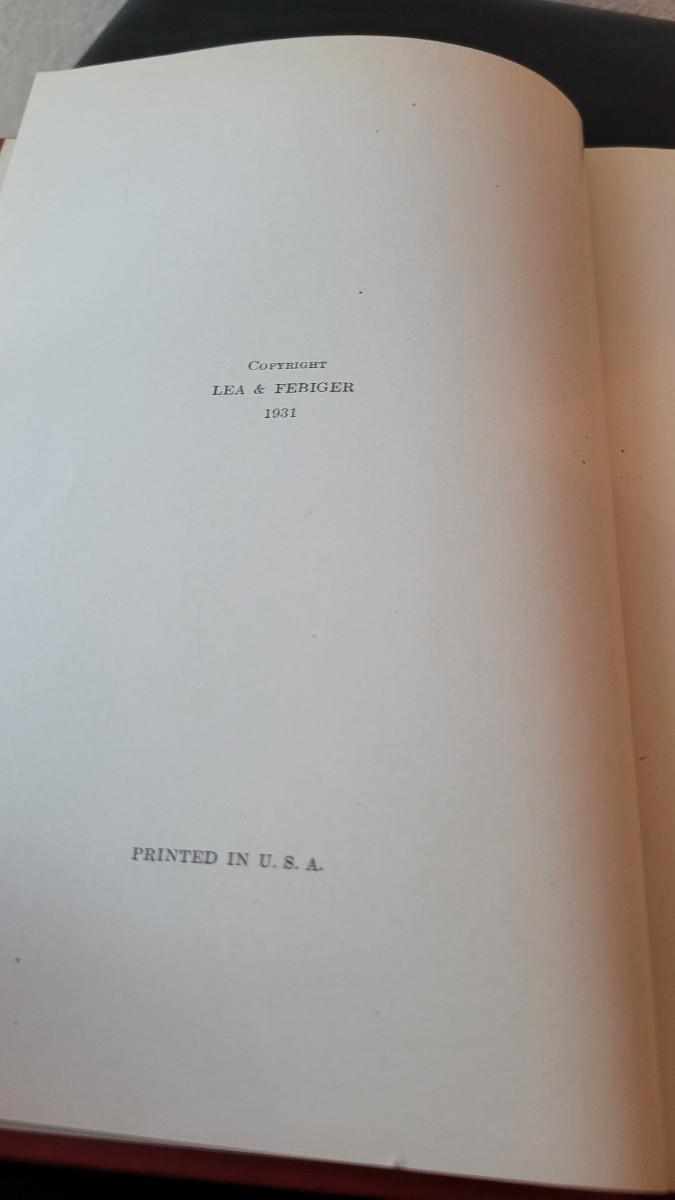 COPYRIGHT
LEA & FEBIGER
1931
PRINTED IN U. S. A.